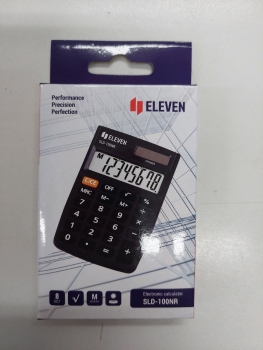 Performance
Precision
Perfection
ELEVEN
ELEVEN
SLD-100NR
M 12345678
C/CE OFF √ %
MRC M- M+ ÷
7 8 9 ×
4 5 6 -
1 2 3 +
0 . =
8
M
Electronic calculator
SLD-100NR